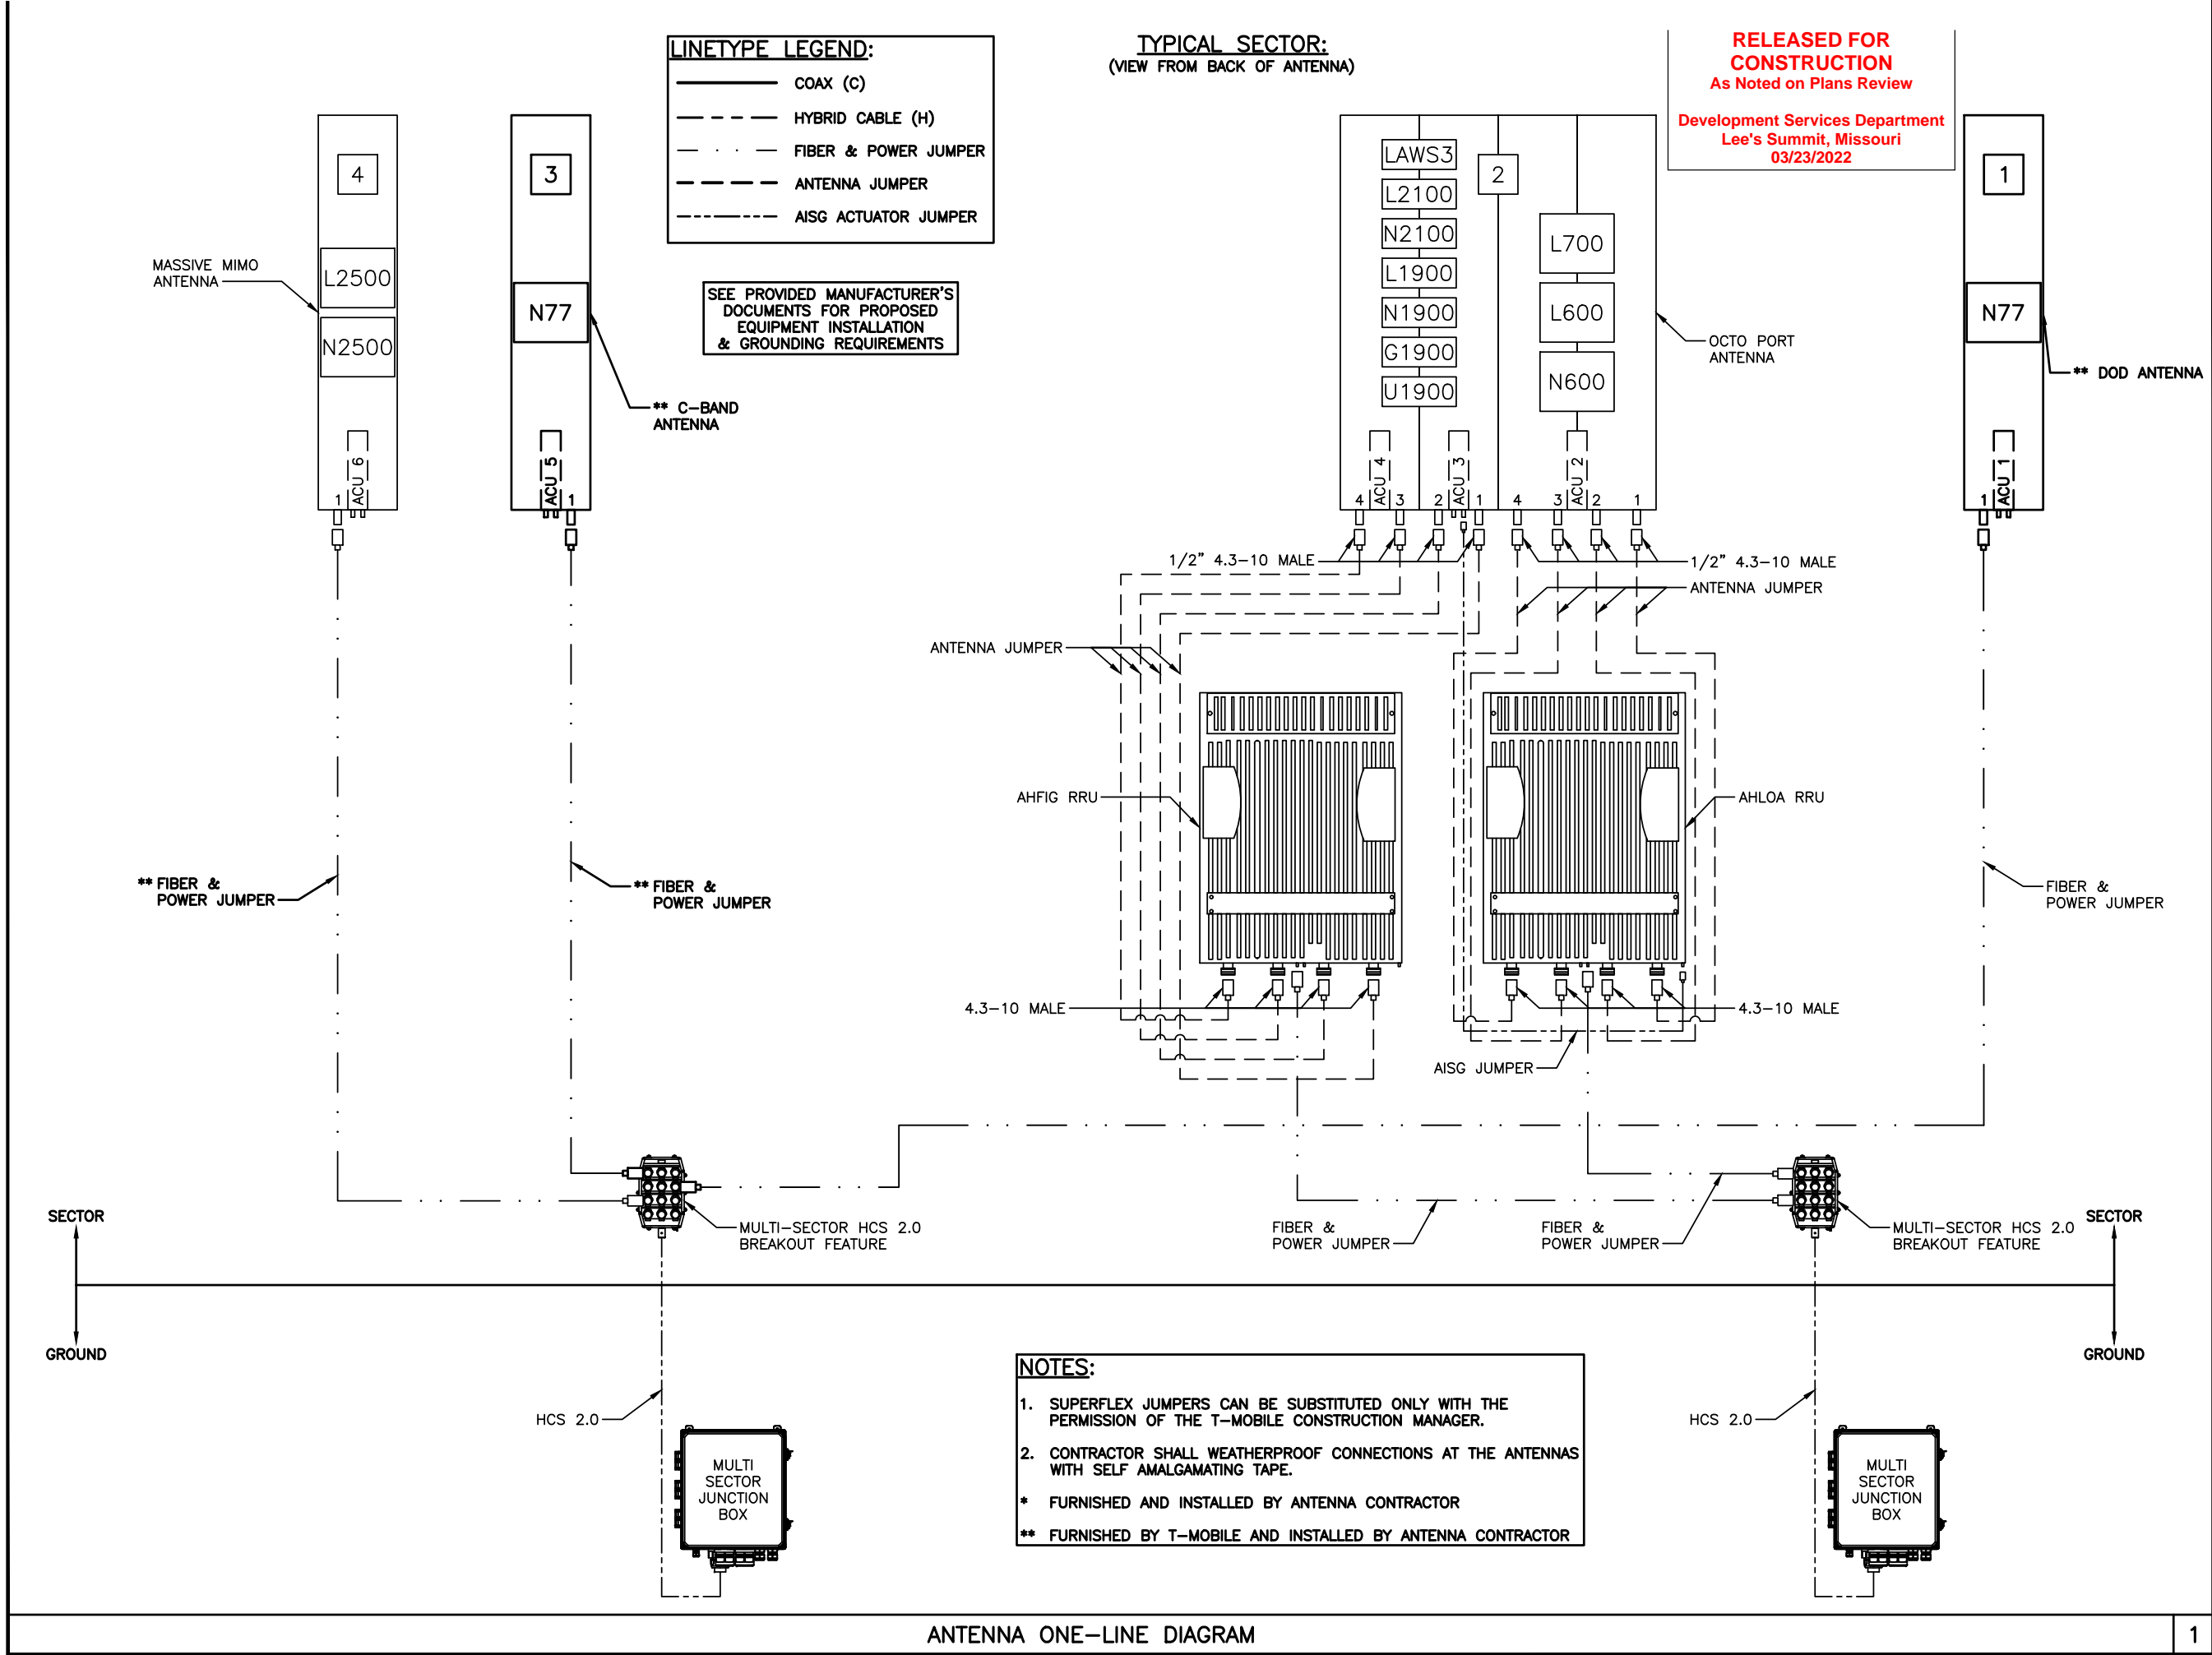 LINETYPE LEGEND:
COAX (C)
HYBRID CABLE (H)
FIBER & POWER JUMPER
ANTENNA JUMPER
AISG ACTUATOR JUMPER
TYPICAL SECTOR:
(VIEW FROM BACK OF ANTENNA)
RELEASED FOR
CONSTRUCTION
As Noted on Plans Review
Development Services Department
Lee's Summit, Missouri
03/23/2022
SEE PROVIDED MANUFACTURER'S
DOCUMENTS FOR PROPOSED
EQUIPMENT INSTALLATION
& GROUNDING REQUIREMENTS
4
L2500
N2500
MASSIVE MIMO
ANTENNA
1
ACU 6
3
N77
** C-BAND
ANTENNA
ACU 5
1
LAWS3
L2100
N2100
L1900
N1900
G1900
U1900
2
L700
L600
N600
OCTO PORT
ANTENNA
4
ACU 4
3
2
ACU 3
1
4
3
ACU 2
2
1
1
N77
** DOD ANTENNA
1
ACU 1
1/2" 4.3-10 MALE
1/2" 4.3-10 MALE
ANTENNA JUMPER
ANTENNA JUMPER
AHFIG RRU
AHLOA RRU
** FIBER &
POWER JUMPER
** FIBER &
POWER JUMPER
FIBER &
POWER JUMPER
4.3-10 MALE
4.3-10 MALE
AISG JUMPER
MULTI-SECTOR HCS 2.0
BREAKOUT FEATURE
FIBER &
POWER JUMPER
FIBER &
POWER JUMPER
MULTI-SECTOR HCS 2.0
BREAKOUT FEATURE
SECTOR
GROUND
SECTOR
GROUND
HCS 2.0
MULTI
SECTOR
JUNCTION
BOX
HCS 2.0
MULTI
SECTOR
JUNCTION
BOX
NOTES:
1. SUPERFLEX JUMPERS CAN BE SUBSTITUTED ONLY WITH THE
PERMISSION OF THE T-MOBILE CONSTRUCTION MANAGER.
2. CONTRACTOR SHALL WEATHERPROOF CONNECTIONS AT THE ANTENNAS
WITH SELF AMALGAMATING TAPE.
* FURNISHED AND INSTALLED BY ANTENNA CONTRACTOR
** FURNISHED BY T-MOBILE AND INSTALLED BY ANTENNA CONTRACTOR
ANTENNA ONE-LINE DIAGRAM
1